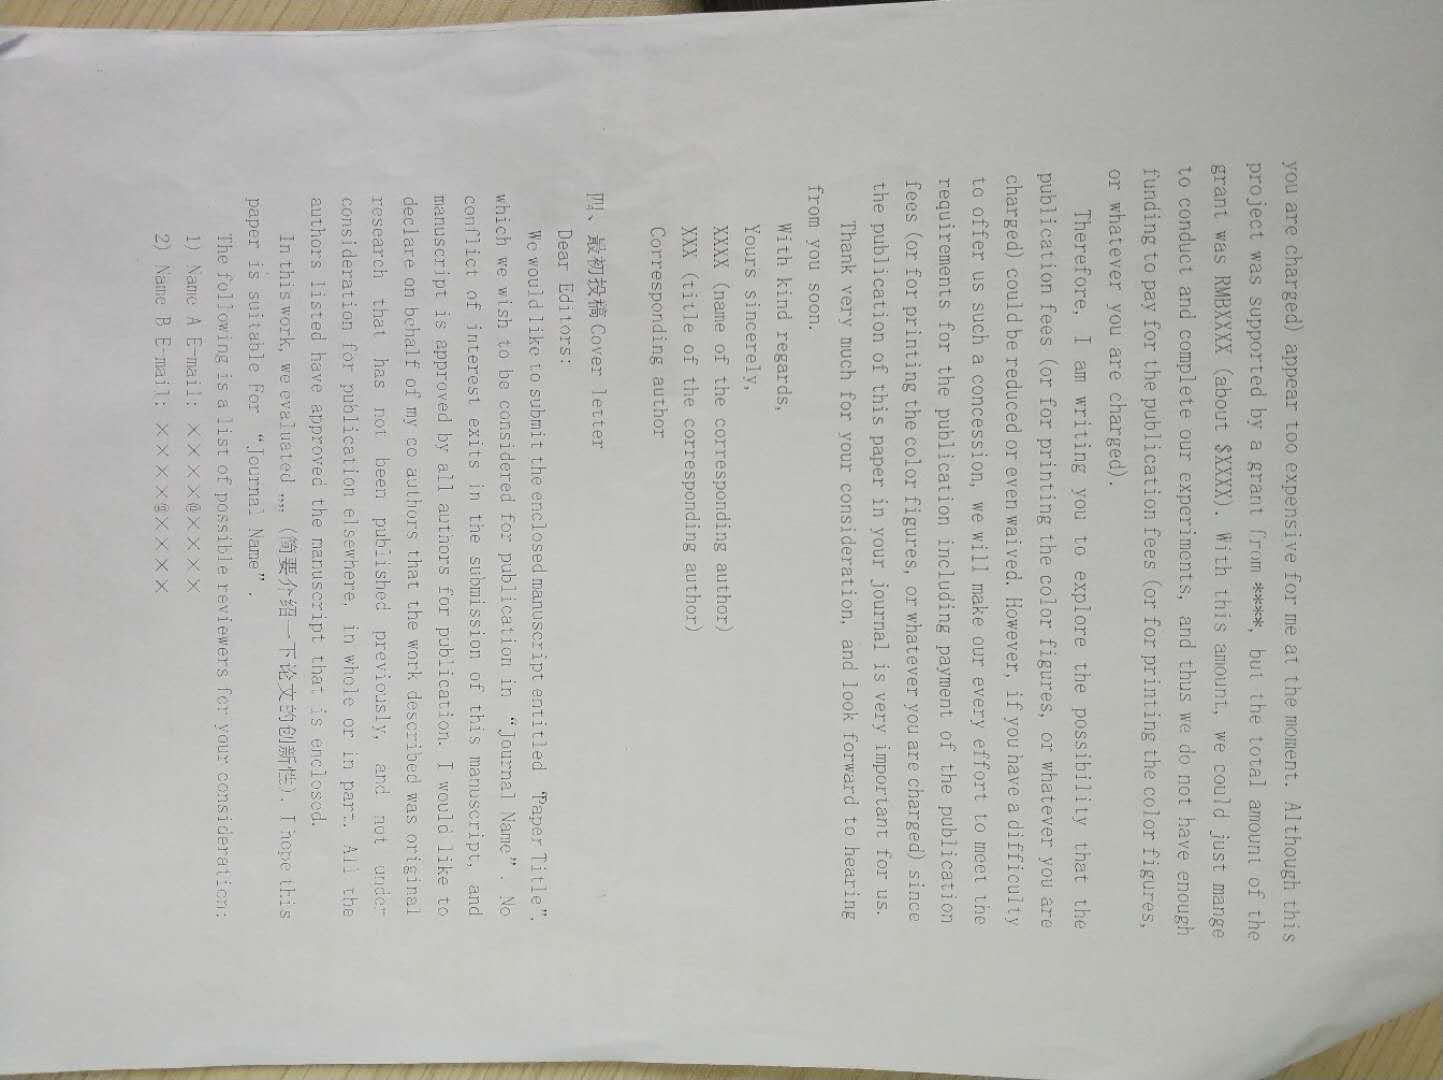 you are charged) appear too expensive for me at the moment. Although this
project was supported by a grant from ****, but the total amount of the
grant was RMBXXXX (about $XXXX). With this amount, we could just mange
to conduct and complete our experiments, and thus we do not have enough
funding to pay for the publication fees (or for printing the color figures,
or whatever you are charged).
Therefore, I am writing you to explore the possibility that the
publication fees (or for printing the color figures, or whatever you are
charged) could be reduced or even waived. However, if you have a difficulty
to offer us such a concession, we will make our every effort to meet the
requirements for the publication including payment of the publication
fees (or for printing the color figures, or whatever you are charged) since
the publication of this paper in your journal is very important for us.
Thank very much for your consideration, and look forward to hearing
from you soon.
With kind regards,
Yours sincerely,
XXXX (name of the corresponding author)
XXX (title of the corresponding author)
Corresponding author
四、最初投稿 Cover letter
Dear Editors:
We would like to submit the enclosed manuscript entitled “Paper Title”,
which we wish to be considered for publication in “Journal Name”. No
conflict of interest exits in the submission of this manuscript, and
manuscript is approved by all authors for publication. I would like to
declare on behalf of my co authors that the work described was original
research that has not been published previously, and not under
consideration for publication elsewhere, in whole or in part. All the
authors listed have approved the manuscript that is enclosed.
In this work, we evaluated ,,,, (简要介绍一下论文的创新性). I hope this
paper is suitable For “Journal Name”.
The following is a list of possible reviewers for your consideration:
1) Name A E-mail: ××××@××××
2) Name B E-mail: ××××@××××